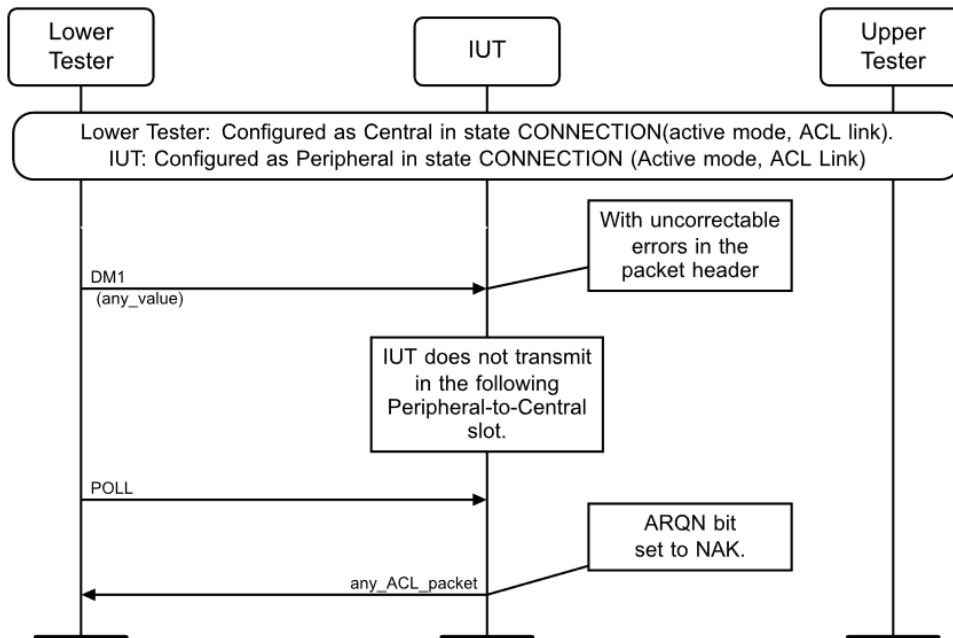 Lower
Tester
IUT
Upper
Tester
Lower Tester: Configured as Central in state CONNECTION(active mode, ACL link).
IUT: Configured as Peripheral in state CONNECTION (Active mode, ACL Link)
With uncorrectable
errors in the
packet header
DM1
(any_value)
IUT does not transmit
in the following
Peripheral-to-Central
slot.
POLL
ARQN bit
set to NAK.
any_ACL_packet